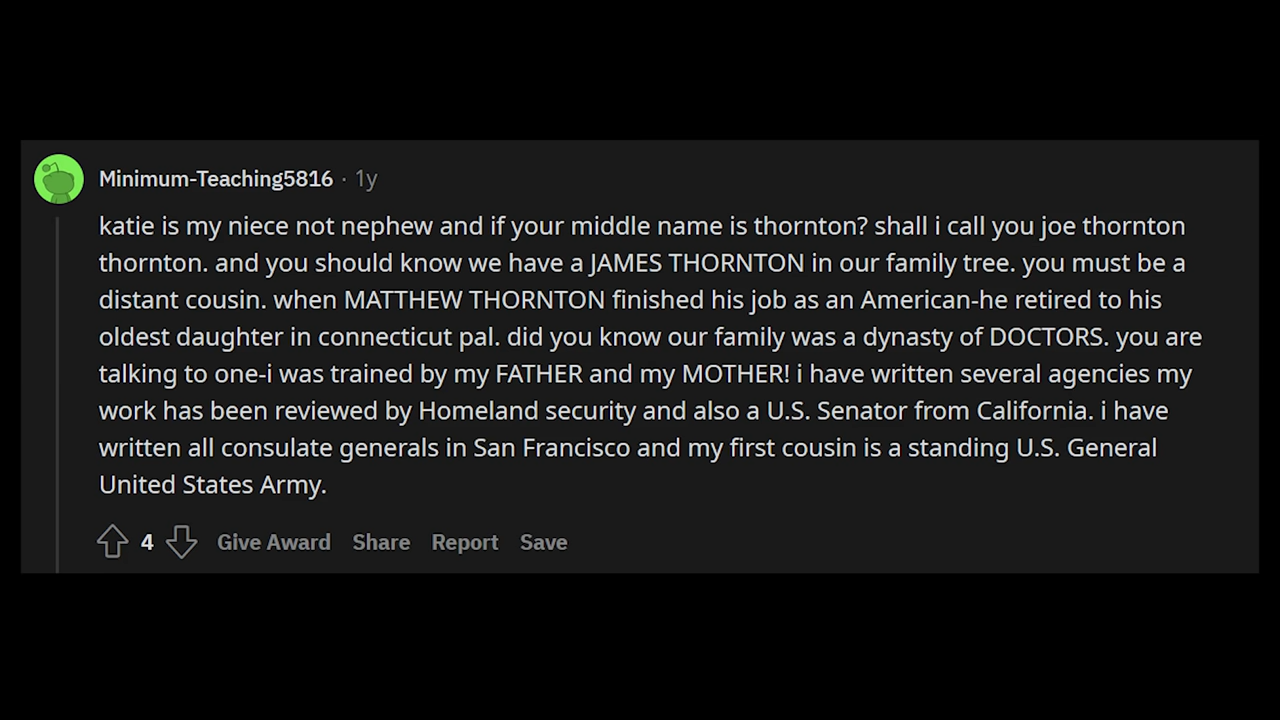 Minimum-Teaching5816 · 1y
katie is my niece not nephew and if your middle name is thornton? shall i call you joe thornton
thornton. and you should know we have a JAMES THORNTON in our family tree. you must be a
distant cousin. when MATTHEW THORNTON finished his job as an American-he retired to his
oldest daughter in connecticut pal. did you know our family was a dynasty of DOCTORS. you are
talking to one-i was trained by my FATHER and my MOTHER! i have written several agencies my
work has been reviewed by Homeland security and also a U.S. Senator from California. i have
written all consulate generals in San Francisco and my first cousin is a standing U.S. General
United States Army.
4 Give Award Share Report Save